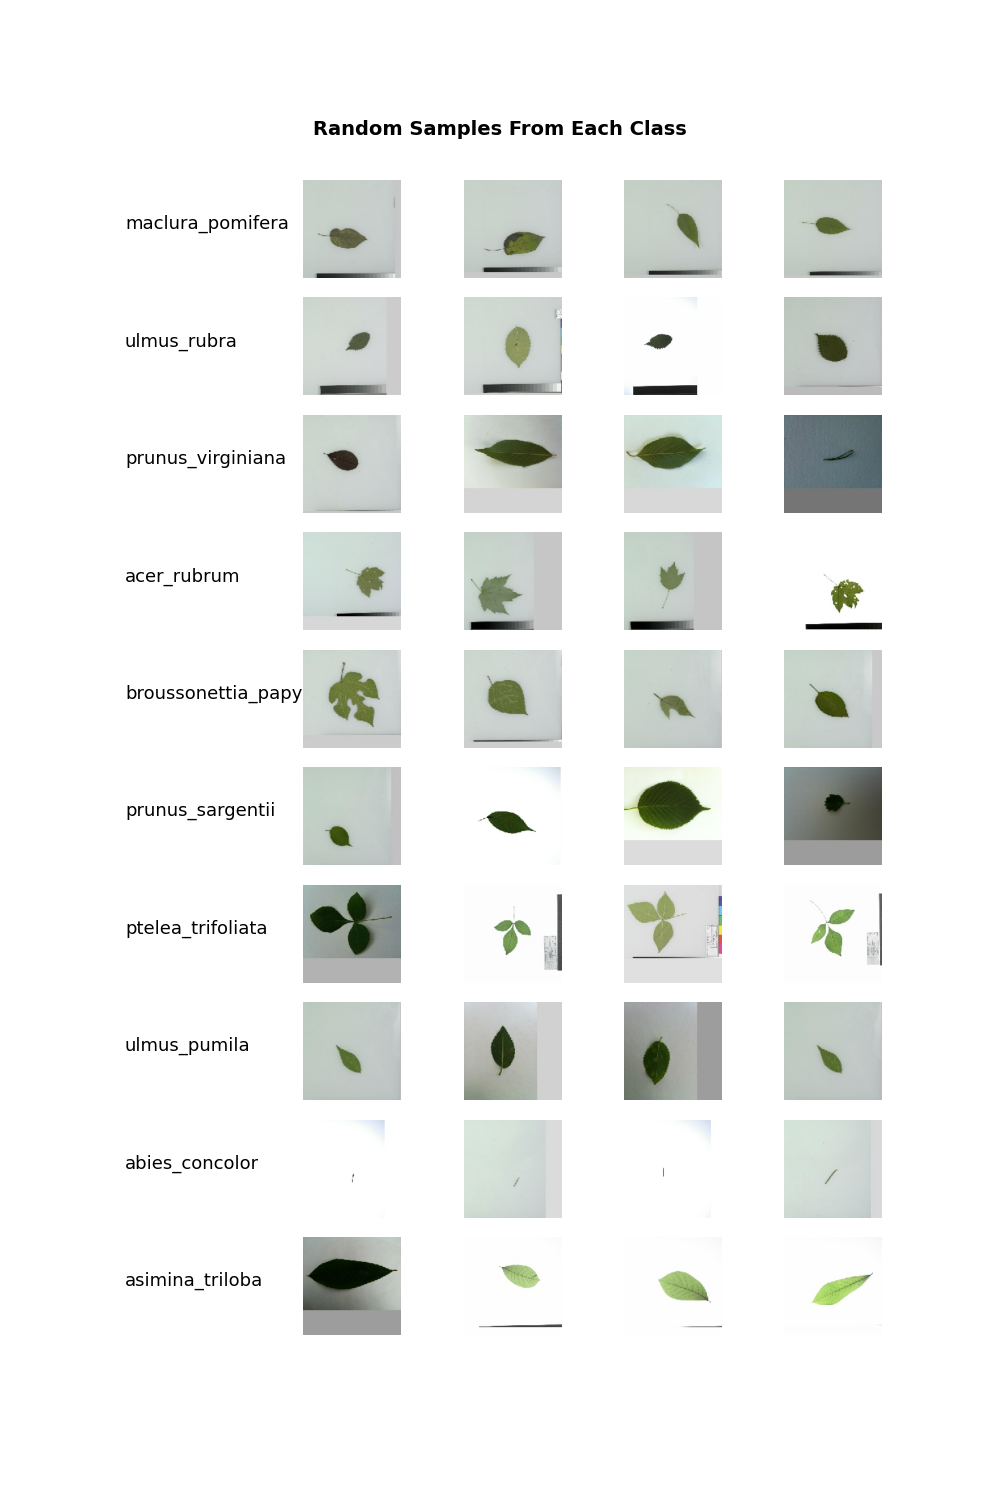 Random Samples From Each Class
maclura_pomifera
ulmus_rubra
prunus_virginiana
acer_rubrum
broussonettia_papy
prunus_sargentii
ptelea_trifoliata
ulmus_pumila
abies_concolor
asimina_triloba